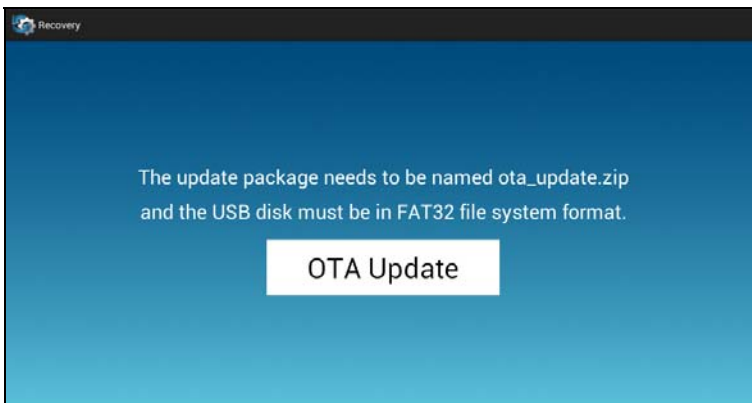 Recovery
The update package needs to be named ota_update.zip
and the USB disk must be in FAT32 file system format.
OTA Update